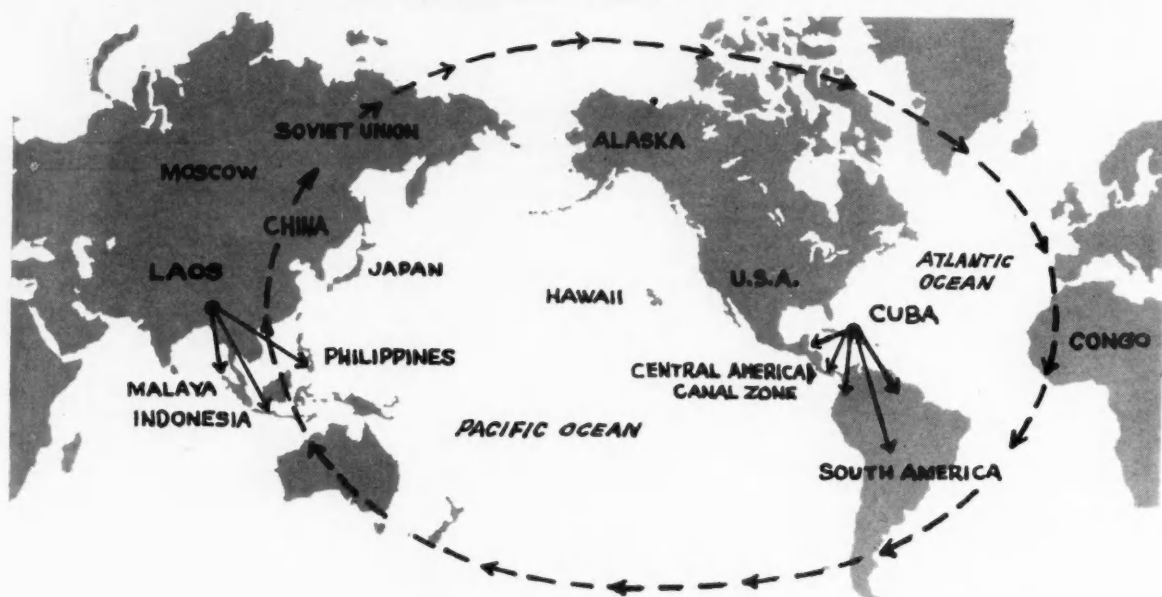 SOVIET UNION
ALASKA
MOSCOW
CHINA
LAOS
JAPAN
HAWAII
U.S.A.
ATLANTIC
OCEAN
CUBA
CONGO
PHILIPPINES
MALAYA
INDONESIA
CENTRAL AMERICA
CANAL ZONE
PACIFIC OCEAN
SOUTH AMERICA